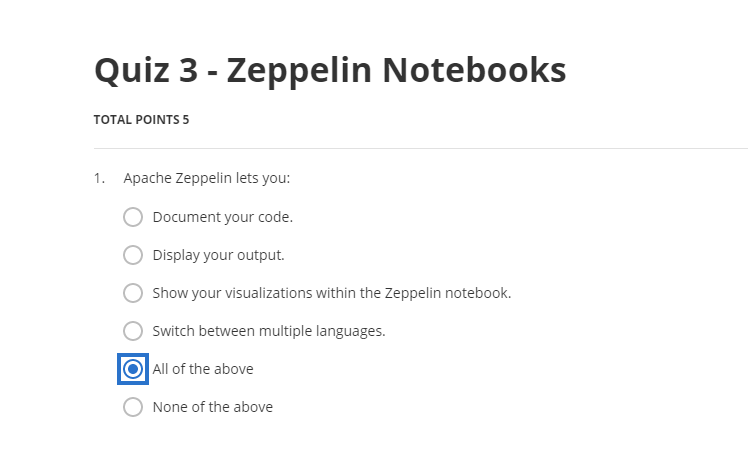 Quiz 3 - Zeppelin Notebooks
TOTAL POINTS 5
1. Apache Zeppelin lets you:
Document your code.
Display your output.
Show your visualizations within the Zeppelin notebook.
Switch between multiple languages.
All of the above
None of the above